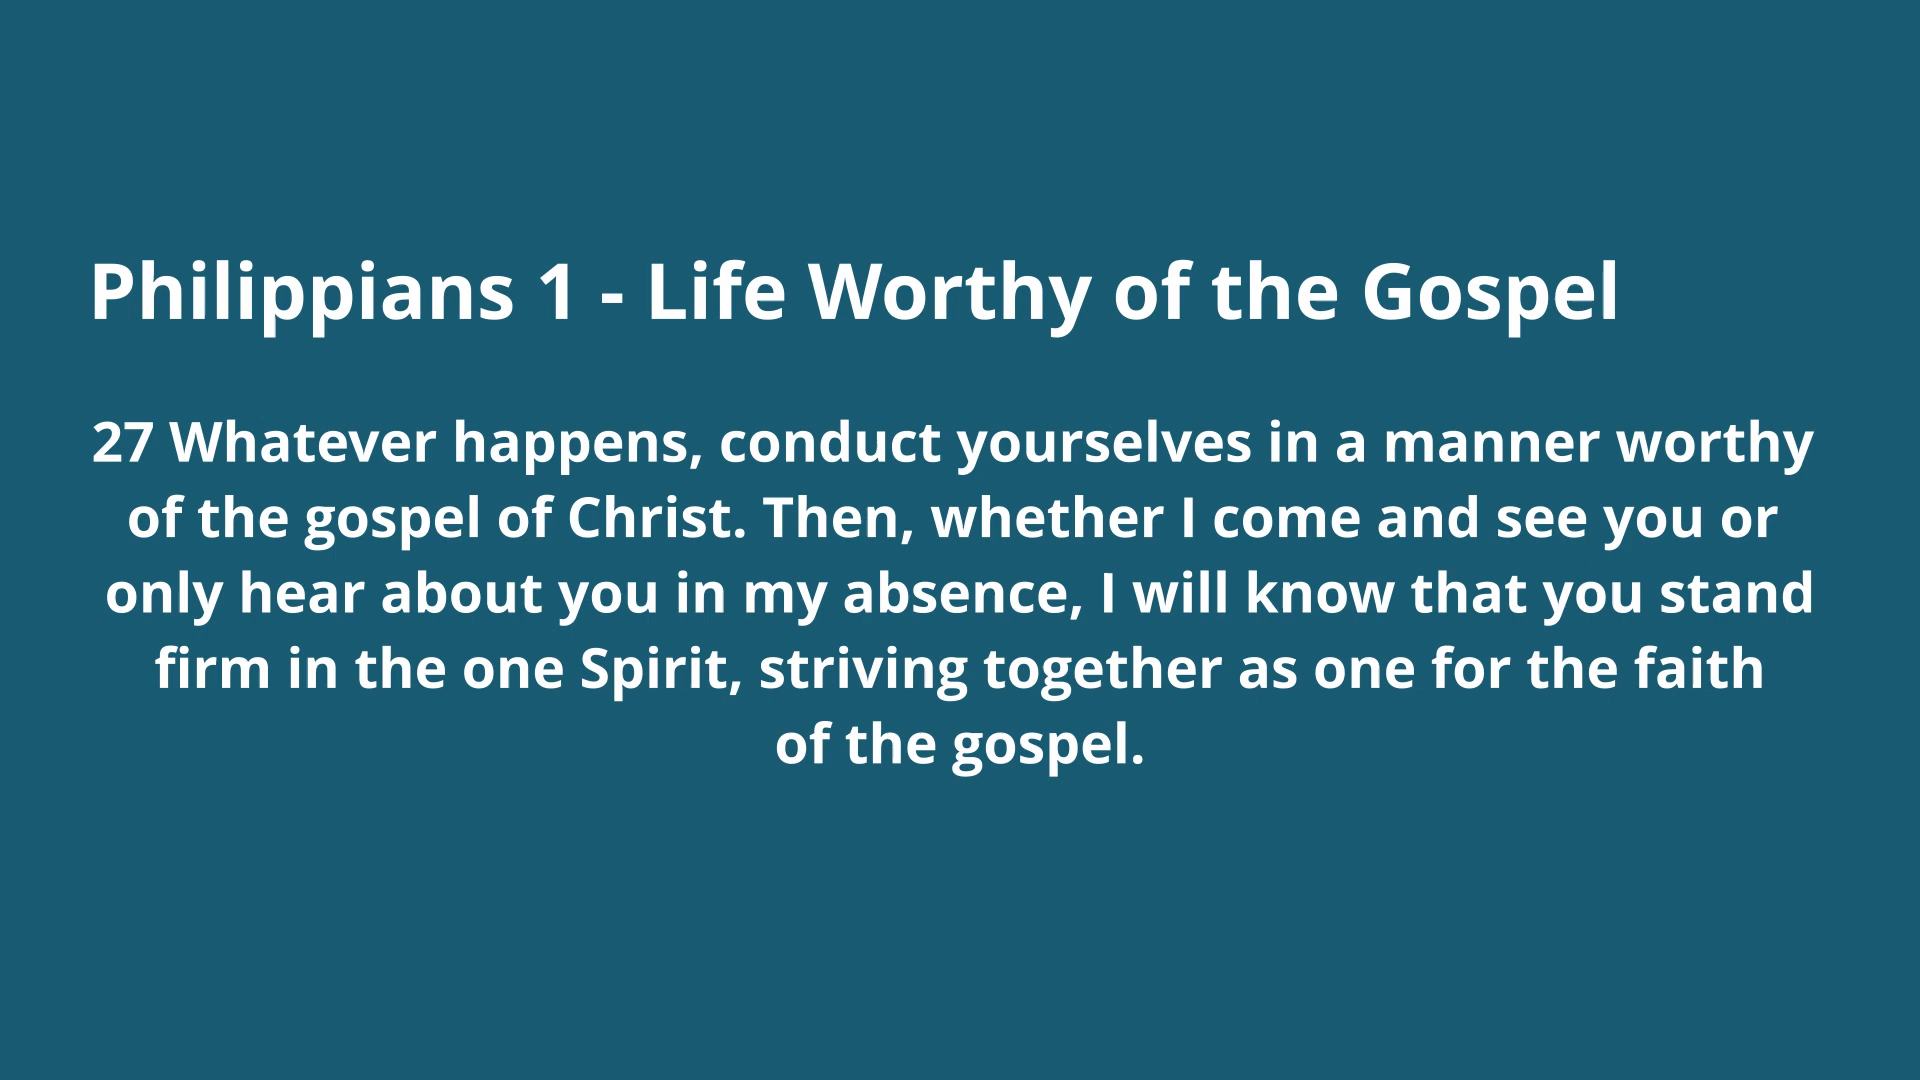 Philippians 1 - Life Worthy of the Gospel
27 Whatever happens, conduct yourselves in a manner worthy
of the gospel of Christ. Then, whether I come and see you or
only hear about you in my absence, I will know that you stand
firm in the one Spirit, striving together as one for the faith
of the gospel.